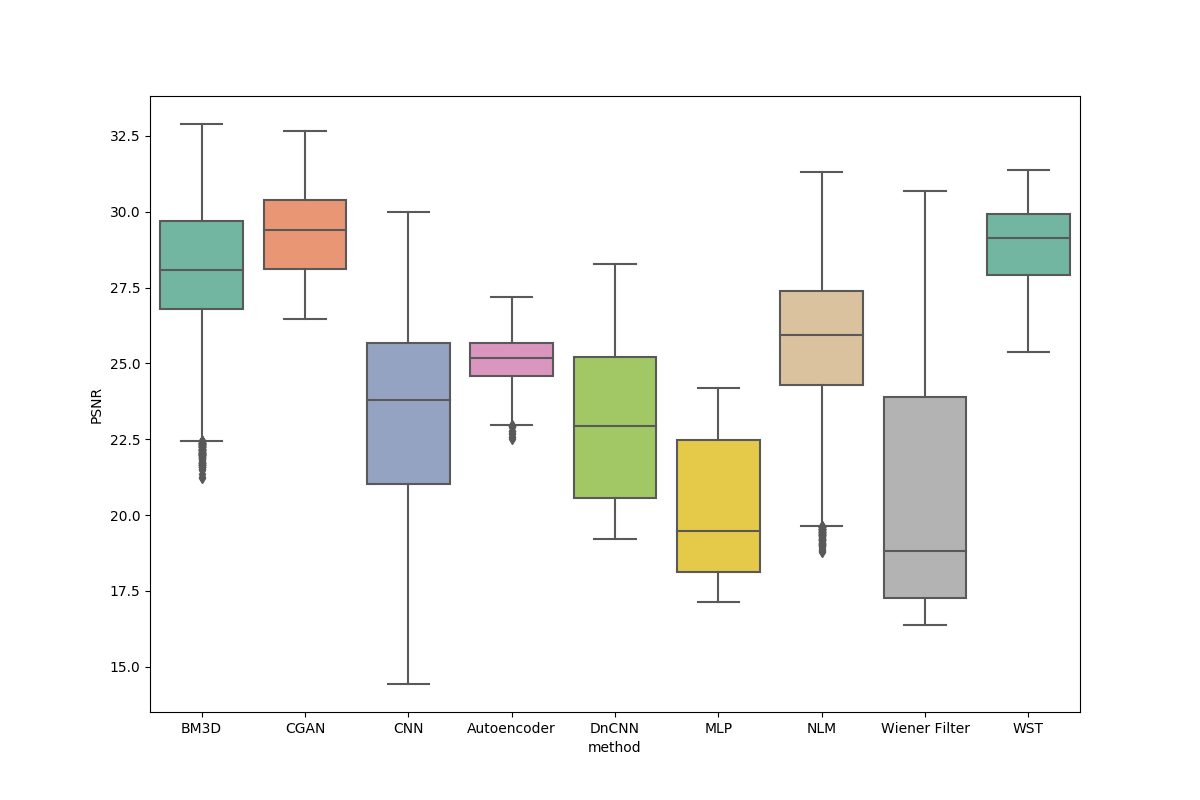 PSNR
32.5
30.0
27.5
25.0
22.5
20.0
17.5
15.0
BM3D CGAN CNN Autoencoder DnCNN MLP NLM Wiener Filter WST
method